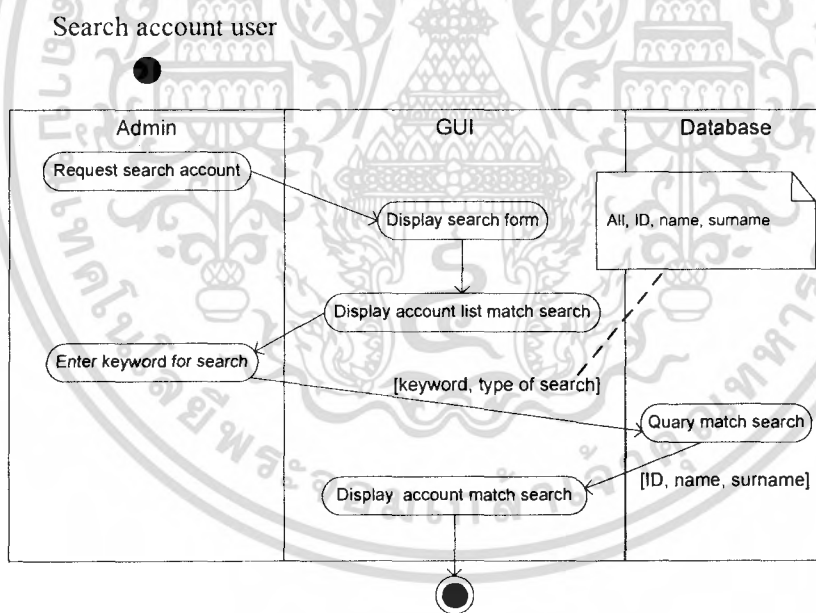 Search account user
Admin
GUI
Database
Request search account
Display search form
All, ID, name, surname
Display account list match search
Enter keyword for search
[keyword, type of search]
Quary match search
[ID, name, surname]
Display account match search